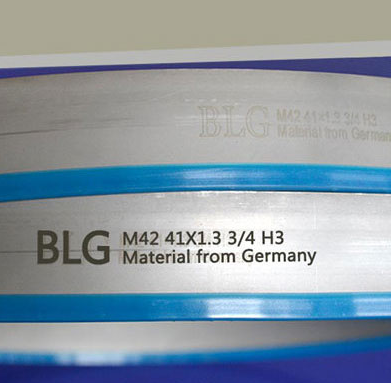 BLG M42 41X1.3 3/4 H3
Material from Germany
BLG M42 41X1.3 3/4 H3
Material from Germany